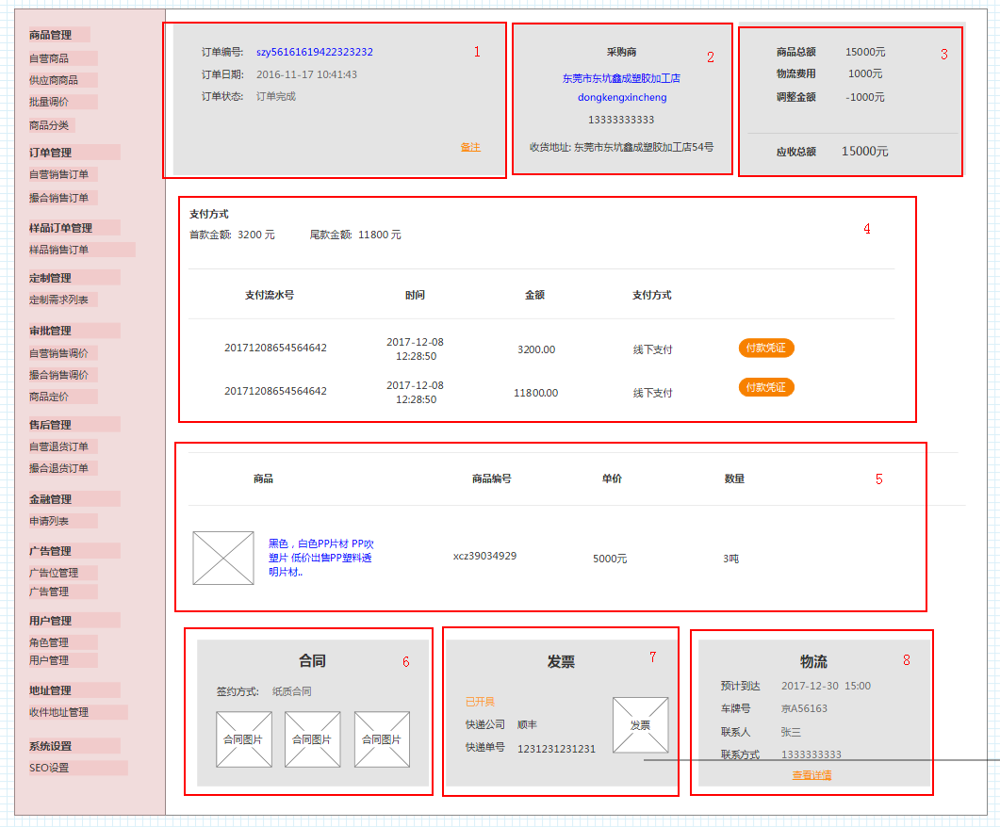 商品管理
自营商品
供应商商品
批量调价
商品分类
订单管理
自营销售订单
撮合销售订单
样品订单管理
样品销售订单
定制管理
定制需求列表
审批管理
自营销售调价
撮合销售调价
商品定价
售后管理
自营退货订单
撮合退货订单
金融管理
申请列表
广告管理
广告位管理
广告管理
用户管理
角色管理
用户管理
地址管理
收件地址管理
系统设置
SEO设置
订单编号: szy56161619422323232
1
订单日期: 2016-11-17 10:41:43
订单状态: 订单完成
备注
采购商
2
东莞市东坑鑫成塑胶加工店
dongkengxincheng
13333333333
收货地址: 东莞市东坑鑫成塑胶加工店54号
商品总额 15000元
3
物流费用 1000元
调整金额 -1000元
应收总额 15000元
支付方式
4
首款金额: 3200 元 尾款金额: 11800 元
支付流水号 时间 金额 支付方式
20171208654564642 2017-12-08 12:28:50 3200.00 线下支付 付款凭证
20171208654564642 2017-12-08 12:28:50 11800.00 线下支付 付款凭证
商品 商品编号 单价 数量 5
黑色，白色PP片材 PP吹
塑片 低价出售PP塑料透
明片材..
xcz39034929 5000元 3吨
合同 6
签约方式: 纸质合同
合同图片 合同图片 合同图片
发票 7
已开具
快递公司 顺丰
快递单号 1231231231231
发票
物流 8
预计到达 2017-12-30 15:00
车牌号 京A56163
联系人 张三
联系方式 1333333333
查看详情